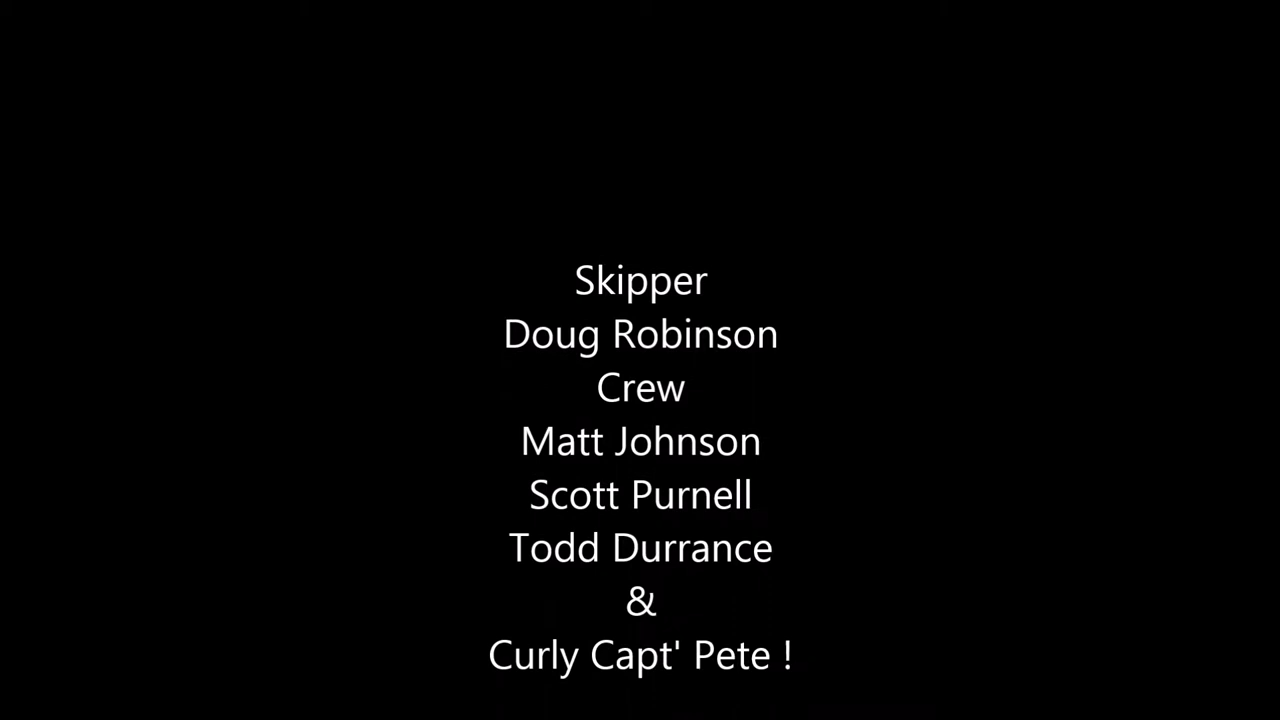 Skipper
Doug Robinson
Crew
Matt Johnson
Scott Purnell
Todd Durrance
&
Curly Capt' Pete !